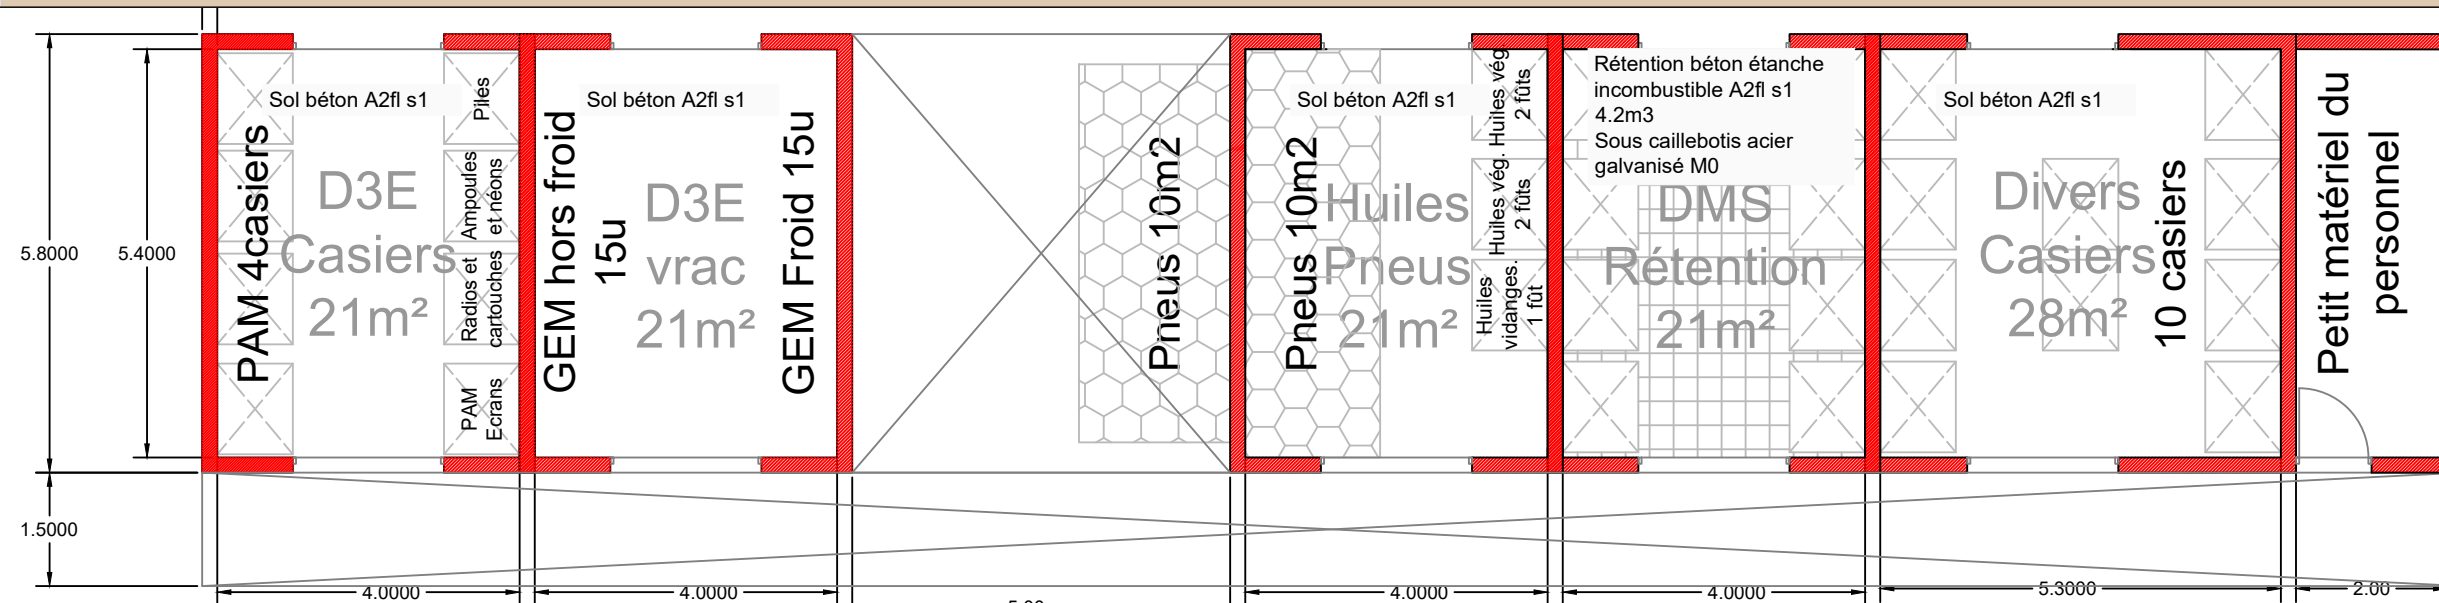 5.8000
5.4000
1.5000
Sol béton A2fl s1
PAM 4casiers
D3E
Casiers
21m²
Piles
Ampoules
et néons
Radios et
cartouches
PAM
Ecrans
4.0000
Sol béton A2fl s1
GEM hors froid
15u
D3E
vrac
21m²
GEM Froid 15u
4.0000
Pneus 10m2
Sol béton A2fl s1
Pneus 10m2
Huiles
Pneus
21m²
Huiles vég.
2 fûts
Huiles vég.
2 fûts
Huiles
vidanges.
1 fût
4.0000
Rétention béton étanche
incombustible A2fl s1
4.2m3
Sous caillebotis acier
galvanisé M0
DMS
Rétention
21m²
4.0000
Sol béton A2fl s1
Divers
Casiers
28m²
10 casiers
5.3000
Petit matériel du
personnel
2.00